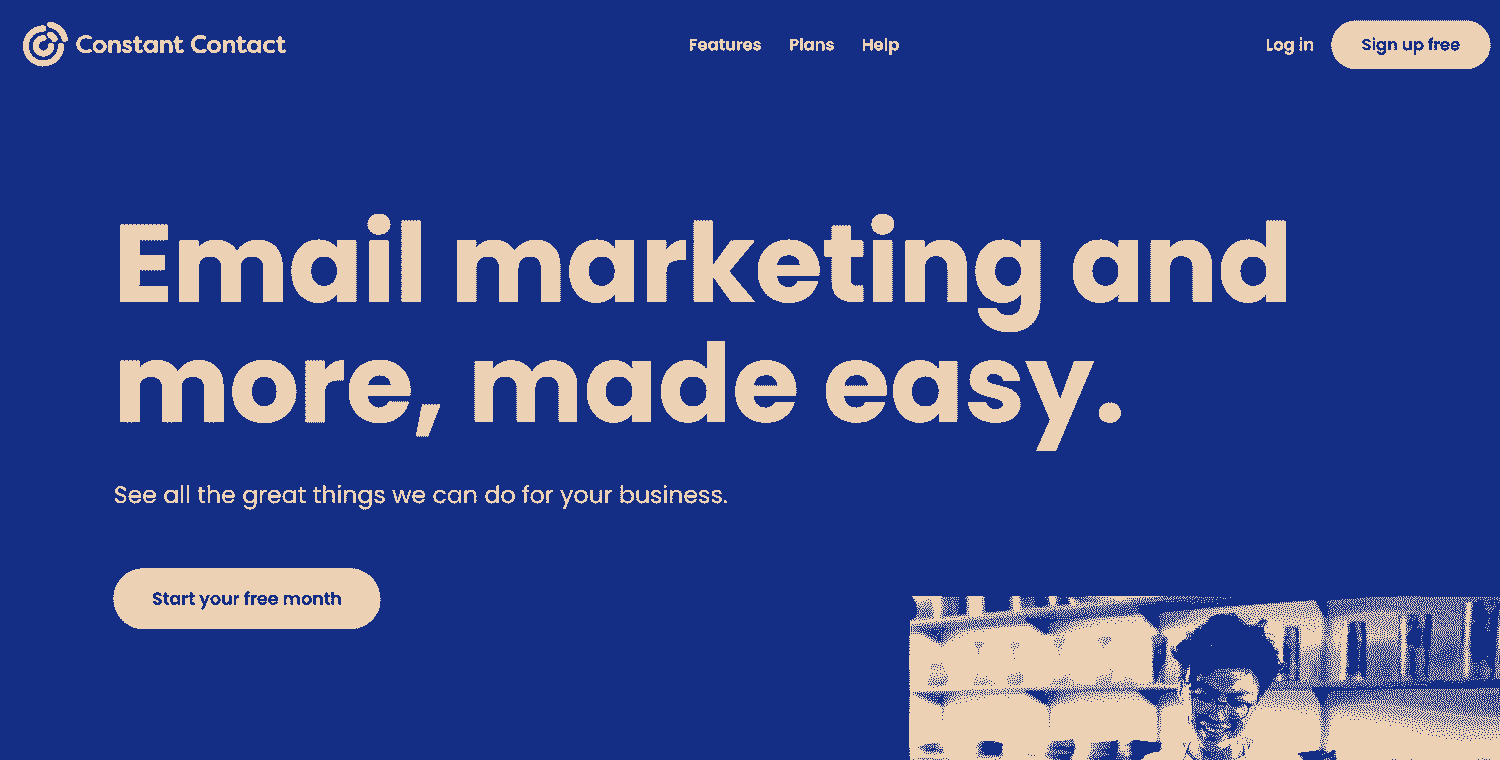 Constant Contact
Features Plans Help
Log in
Sign up free
Email marketing and
more, made easy.
See all the great things we can do for your business.
Start your free month